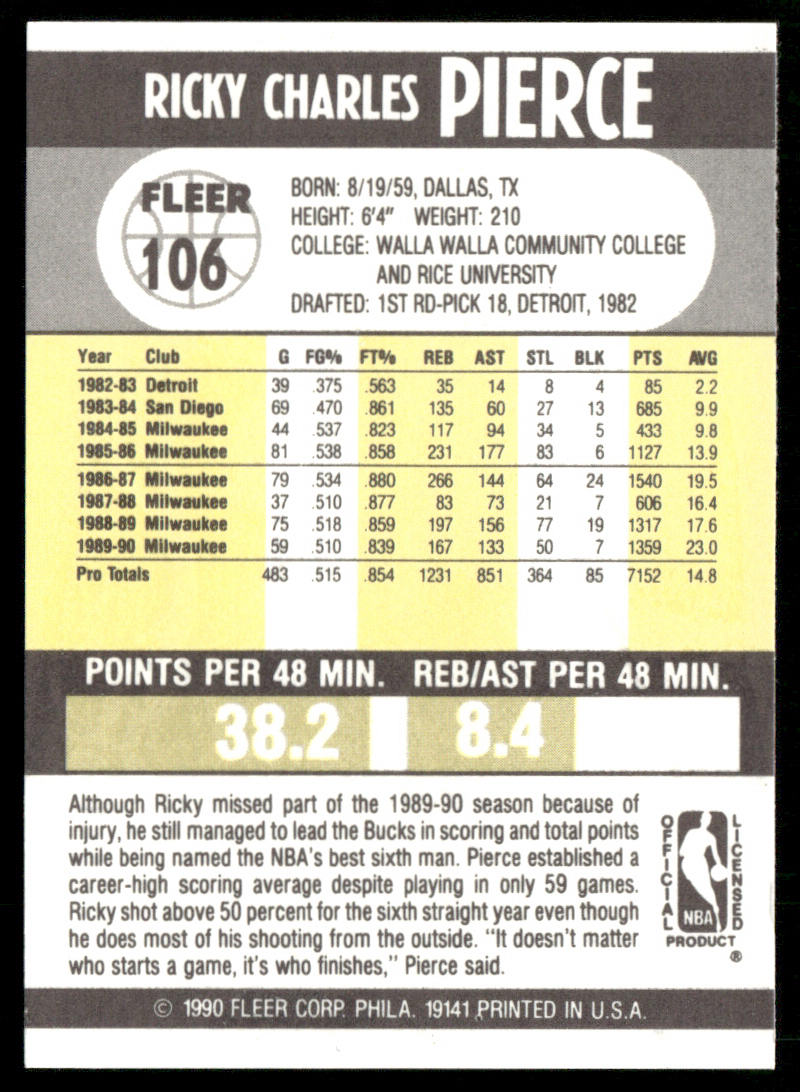 RICKY CHARLES PIERCE
FLEER
106
BORN: 8/19/59, DALLAS, TX
HEIGHT: 6'4" WEIGHT: 210
COLLEGE: WALLA WALLA COMMUNITY COLLEGE
AND RICE UNIVERSITY
DRAFTED: 1ST RD-PICK 18, DETROIT, 1982
Year Club G FG% FT% REB AST STL BLK PTS AVG
1982-83 Detroit 39 .375 .563 35 14 8 4 85 2.2
1983-84 San Diego 69 .470 .861 135 60 27 13 685 9.9
1984-85 Milwaukee 44 .537 .823 117 94 34 5 433 9.8
1985-86 Milwaukee 81 .538 .858 231 177 83 6 1127 13.9
1986-87 Milwaukee 79 .534 .880 266 144 64 24 1540 19.5
1987-88 Milwaukee 37 .510 .877 83 73 21 7 606 16.4
1988-89 Milwaukee 75 .518 .859 197 156 77 19 1317 17.6
1989-90 Milwaukee 59 .510 .839 167 133 50 7 1359 23.0
Pro Totals 483 .515 .854 1231 851 364 85 7152 14.8
POINTS PER 48 MIN. REB/AST PER 48 MIN.
38.2 8.4
Although Ricky missed part of the 1989-90 season because of
injury, he still managed to lead the Bucks in scoring and total points
while being named the NBA's best sixth man. Pierce established a
career-high scoring average despite playing in only 59 games.
Ricky shot above 50 percent for the sixth straight year even though
he does most of his shooting from the outside. "It doesn't matter
who starts a game, it's who finishes," Pierce said.
OFFICIAL
LICENSED
NBA
PRODUCT
®
© 1990 FLEER CORP. PHILA. 19141 PRINTED IN U.S.A.